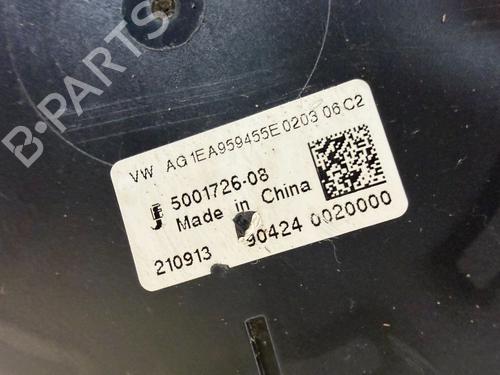 B-PARTS
VW AG 1EA959455E 0203 06 C2
5001726-08
Made in China
210913 90424 0020000